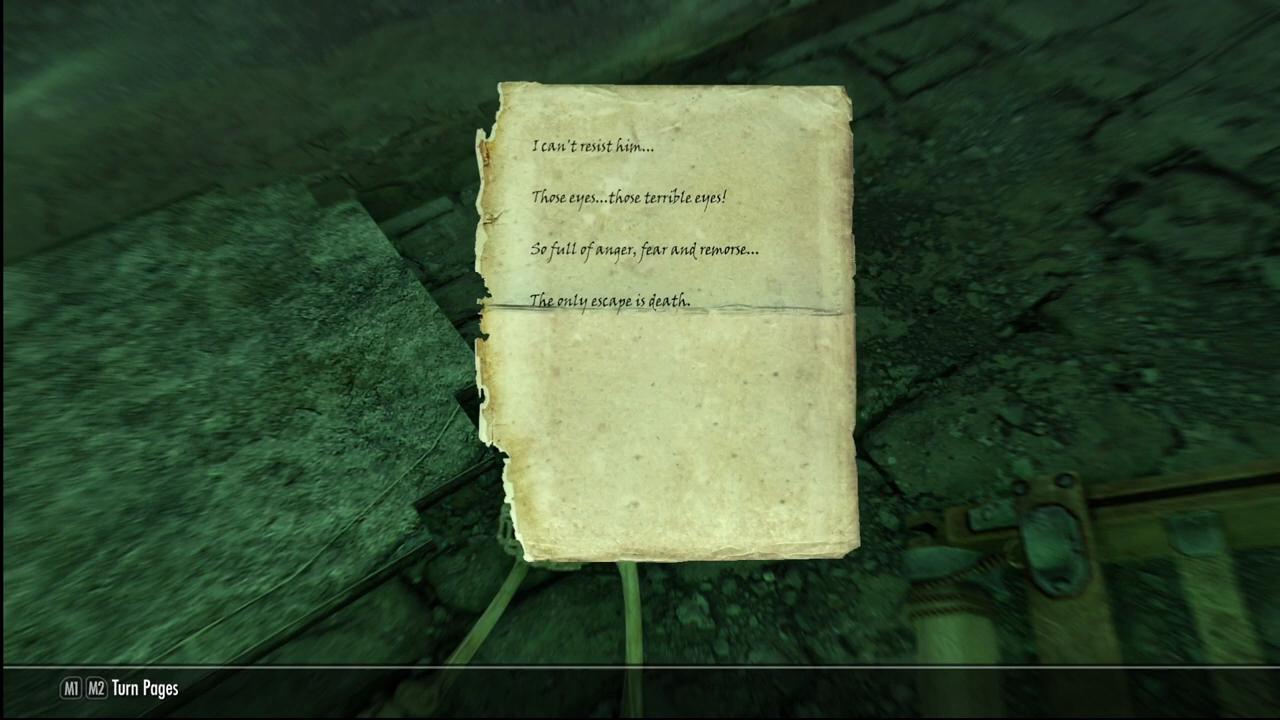 I can't resist him...
Those eyes...those terrible eyes!
So full of anger, fear and remorse...
The only escape is death.
M1 M2 Turn Pages